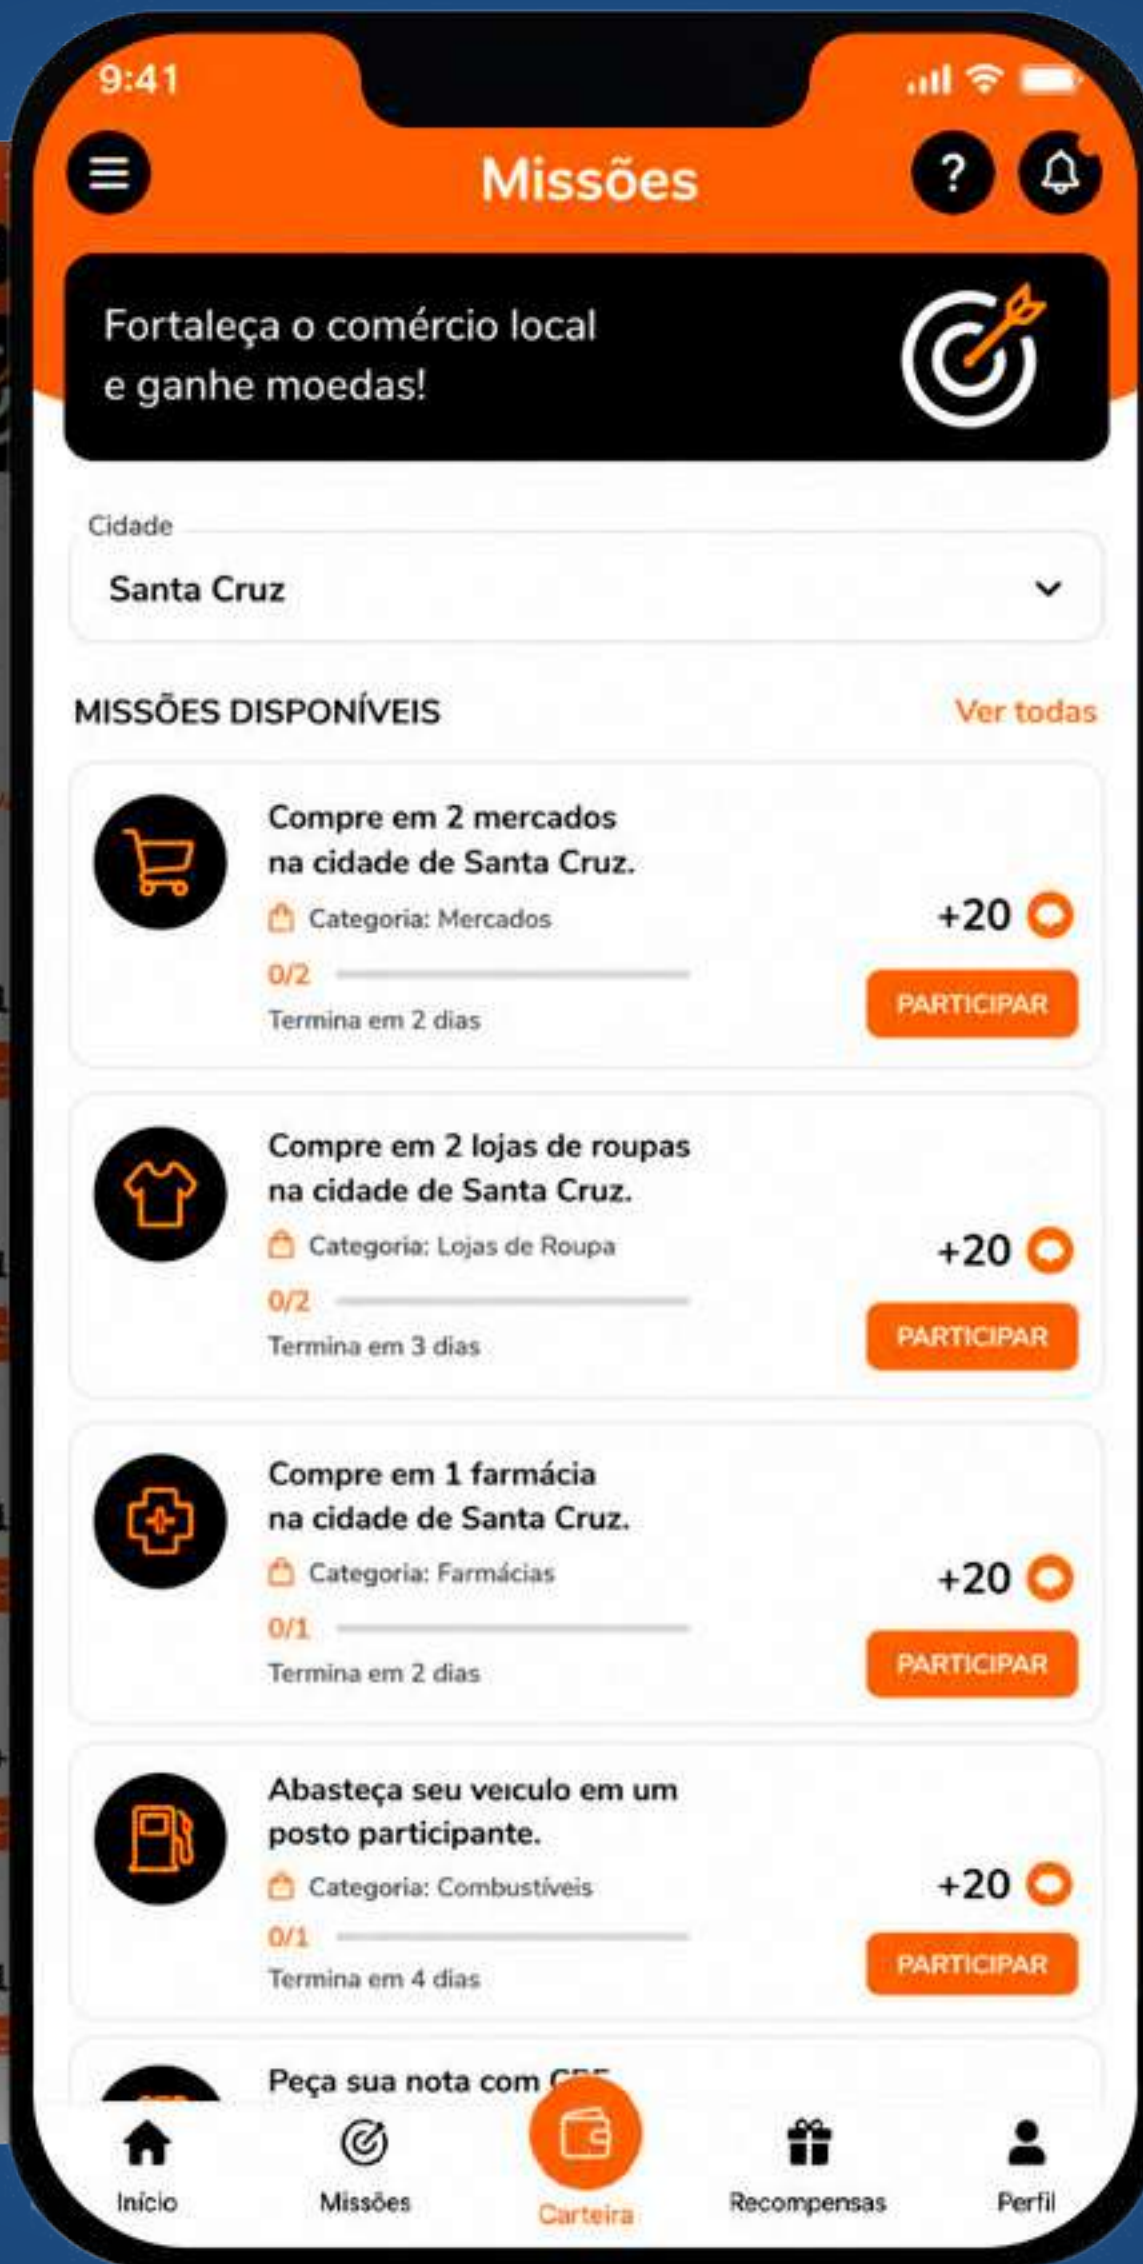 9:41
Missões
?
Fortaleça o comércio local
e ganhe moedas!
Cidade
Santa Cruz
MISSÕES DISPONÍVEIS
Ver todas
Compre em 2 mercados
na cidade de Santa Cruz.
Categoria: Mercados
+20
0/2
PARTICIPAR
Termina em 2 dias
Compre em 2 lojas de roupas
na cidade de Santa Cruz.
Categoria: Lojas de Roupa
+20
0/2
PARTICIPAR
Termina em 3 dias
Compre em 1 farmácia
na cidade de Santa Cruz.
Categoria: Farmácias
+20
0/1
PARTICIPAR
Termina em 2 dias
Abasteça seu veıculo em um
posto participante.
Categoria: Combustíveis
+20
0/1
PARTICIPAR
Termina em 4 dias
Peça sua nota com
Início
Missões
Carteira
Recompensas
Perfil